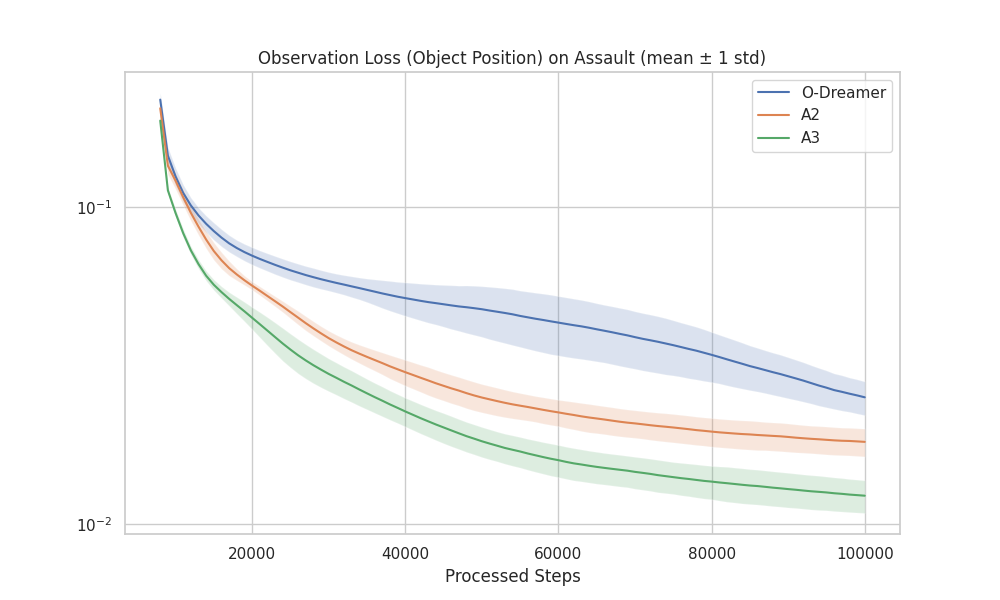 Observation Loss (Object Position) on Assault (mean ± 1 std)
O-Dreamer
A2
A3
10⁻¹
10⁻²
20000 40000 60000 80000 100000
Processed Steps